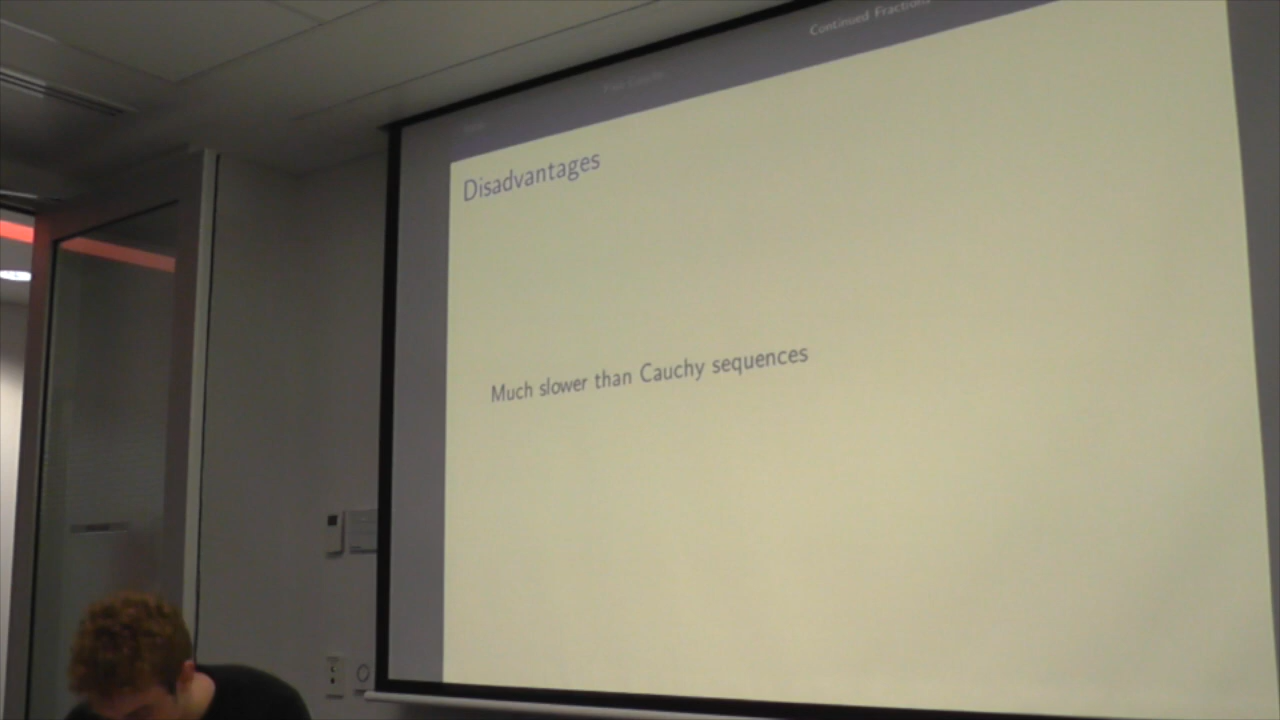 Continued Fractions
Disadvantages
Much slower than Cauchy sequences